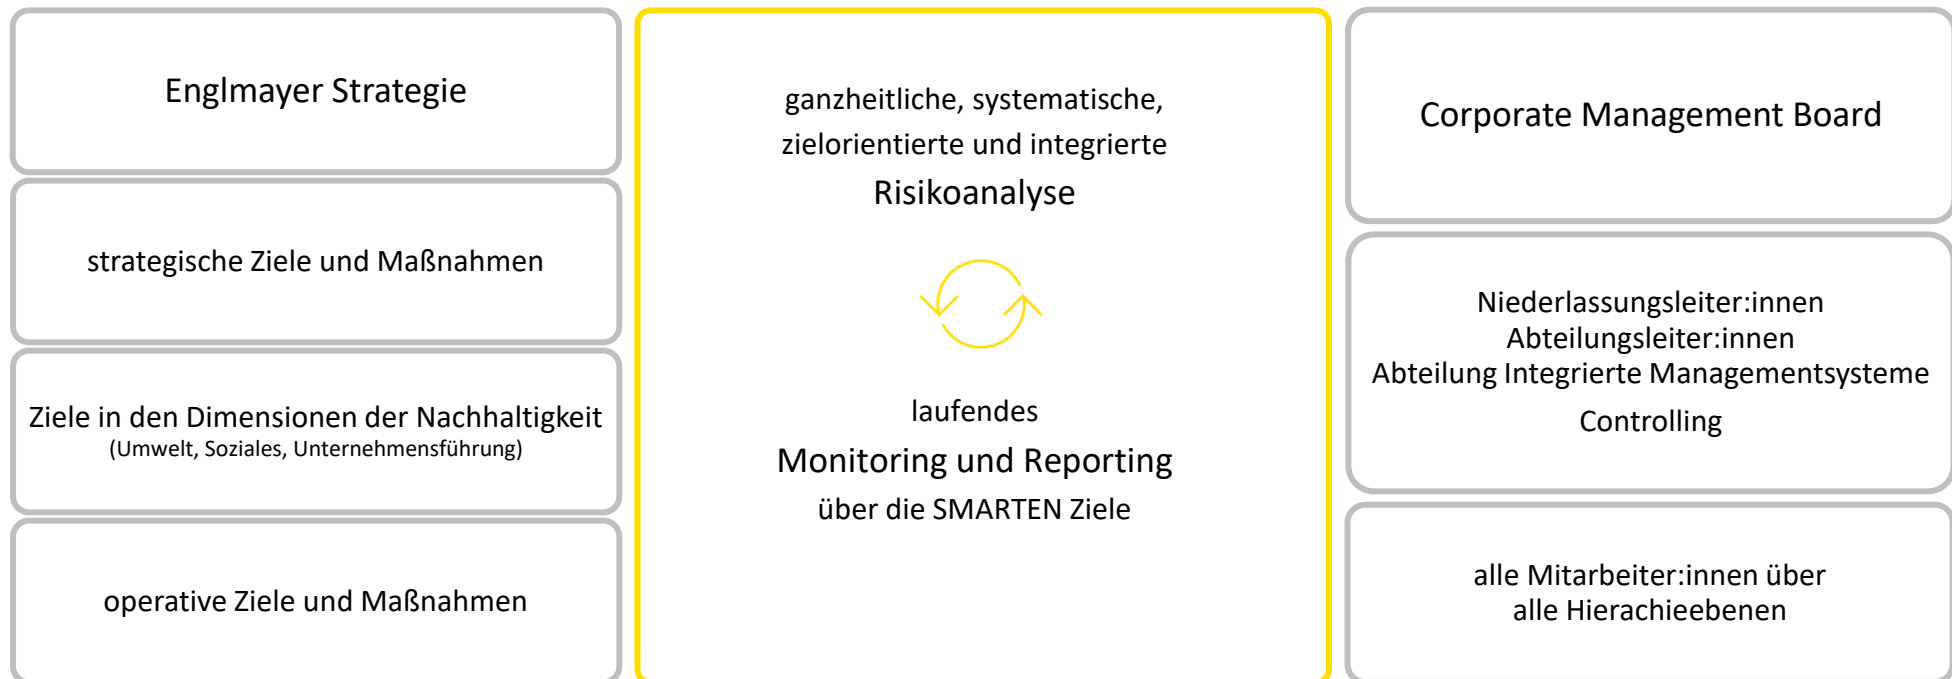 Englmayer Strategie
strategische Ziele und Maßnahmen
Ziele in den Dimensionen der Nachhaltigkeit
(Umwelt, Soziales, Unternehmensführung)
operative Ziele und Maßnahmen
ganzheitliche, systematische,
zielorientierte und integrierte
Risikoanalyse
laufendes
Monitoring und Reporting
über die SMARTEN Ziele
Corporate Management Board
Niederlassungsleiter:innen
Abteilungsleiter:innen
Abteilung Integrierte Managementsysteme
Controlling
alle Mitarbeiter:innen über
alle Hierachieebenen